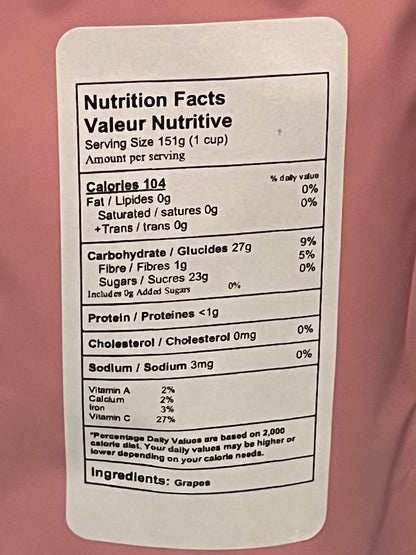 Nutrition Facts
Valeur Nutritive
Serving Size 151g (1 cup)
Amount per serving
Calories 104
% daily value
Fat / Lipides 0g 0%
Saturated / satures 0g 0%
+Trans / trans 0g
Carbohydrate / Glucides 27g 9%
Fibre / Fibres 1g 5%
Sugars / Sucres 23g 0%
Includes 0g Added Sugars 0%
Protein / Proteines <1g
Cholesterol / Cholesterol 0mg 0%
Sodium / Sodium 3mg 0%
Vitamin A 2%
Calcium 2%
Iron 3%
Vitamin C 27%
*Percentage Daily Values are based on 2,000
calorie diet. Your daily values may be higher or
lower depending on your calorie needs.
Ingredients: Grapes